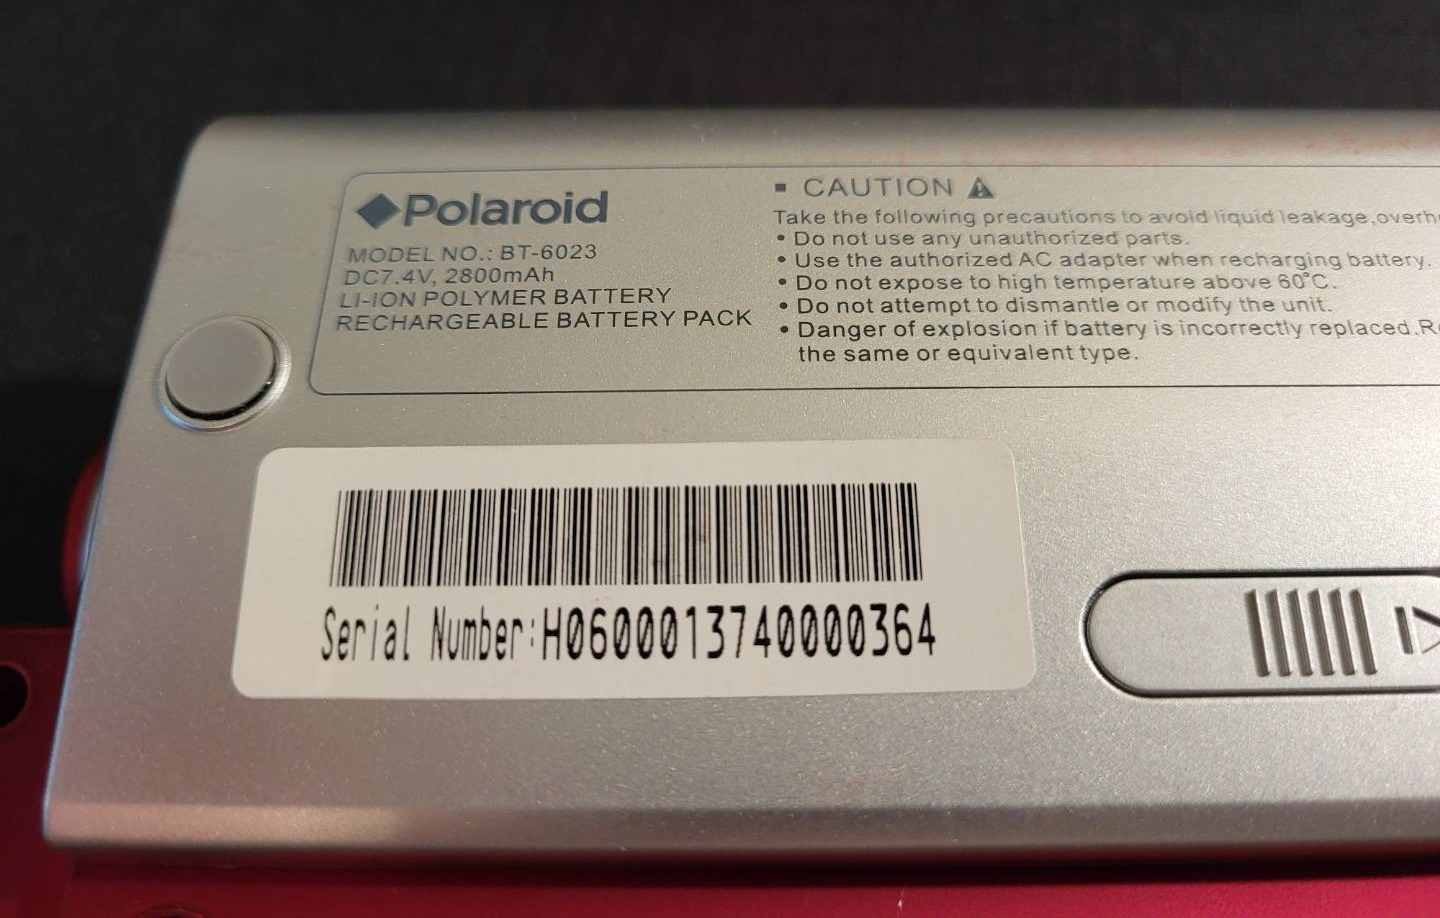 Polaroid
MODEL NO.: BT-6023
DC7.4V, 2800mAh
LI-ION POLYMER BATTERY
RECHARGEABLE BATTERY PACK
▪ CAUTION
Take the following precautions to avoid liquid leakage,
• Do not use any unauthorized parts.
• Use the authorized AC adapter when recharging battery.
• Do not expose to high temperature above 60°C.
• Do not attempt to dismantle or modify the unit.
• Danger of explosion if battery is incorrectly replaced.
the same or equivalent type.
Serial Number:H0600013740000364